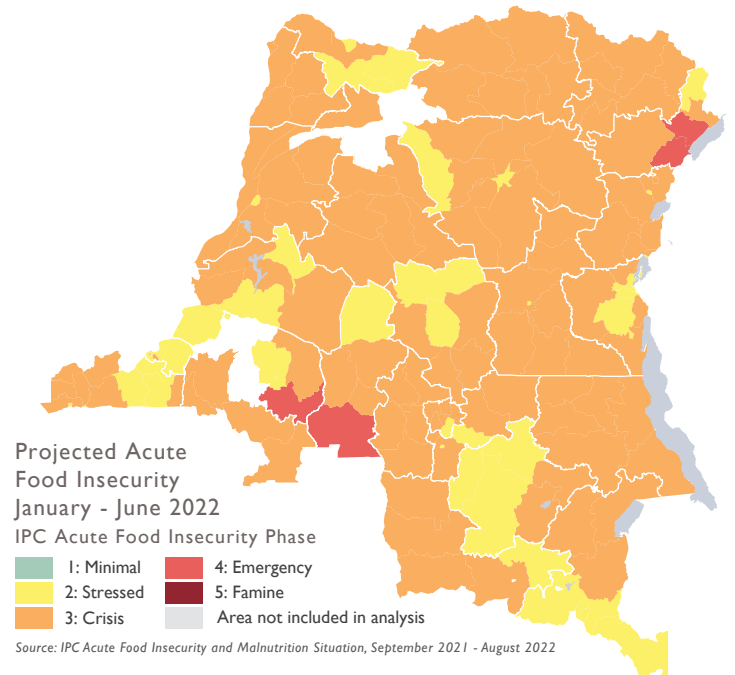 Projected Acute
Food Insecurity
January - June 2022
IPC Acute Food Insecurity Phase
1: Minimal
4: Emergency
2: Stressed
5: Famine
3: Crisis
Area not included in analysis
Source: IPC Acute Food Insecurity and Malnutrition Situation, September 2021 - August 2022